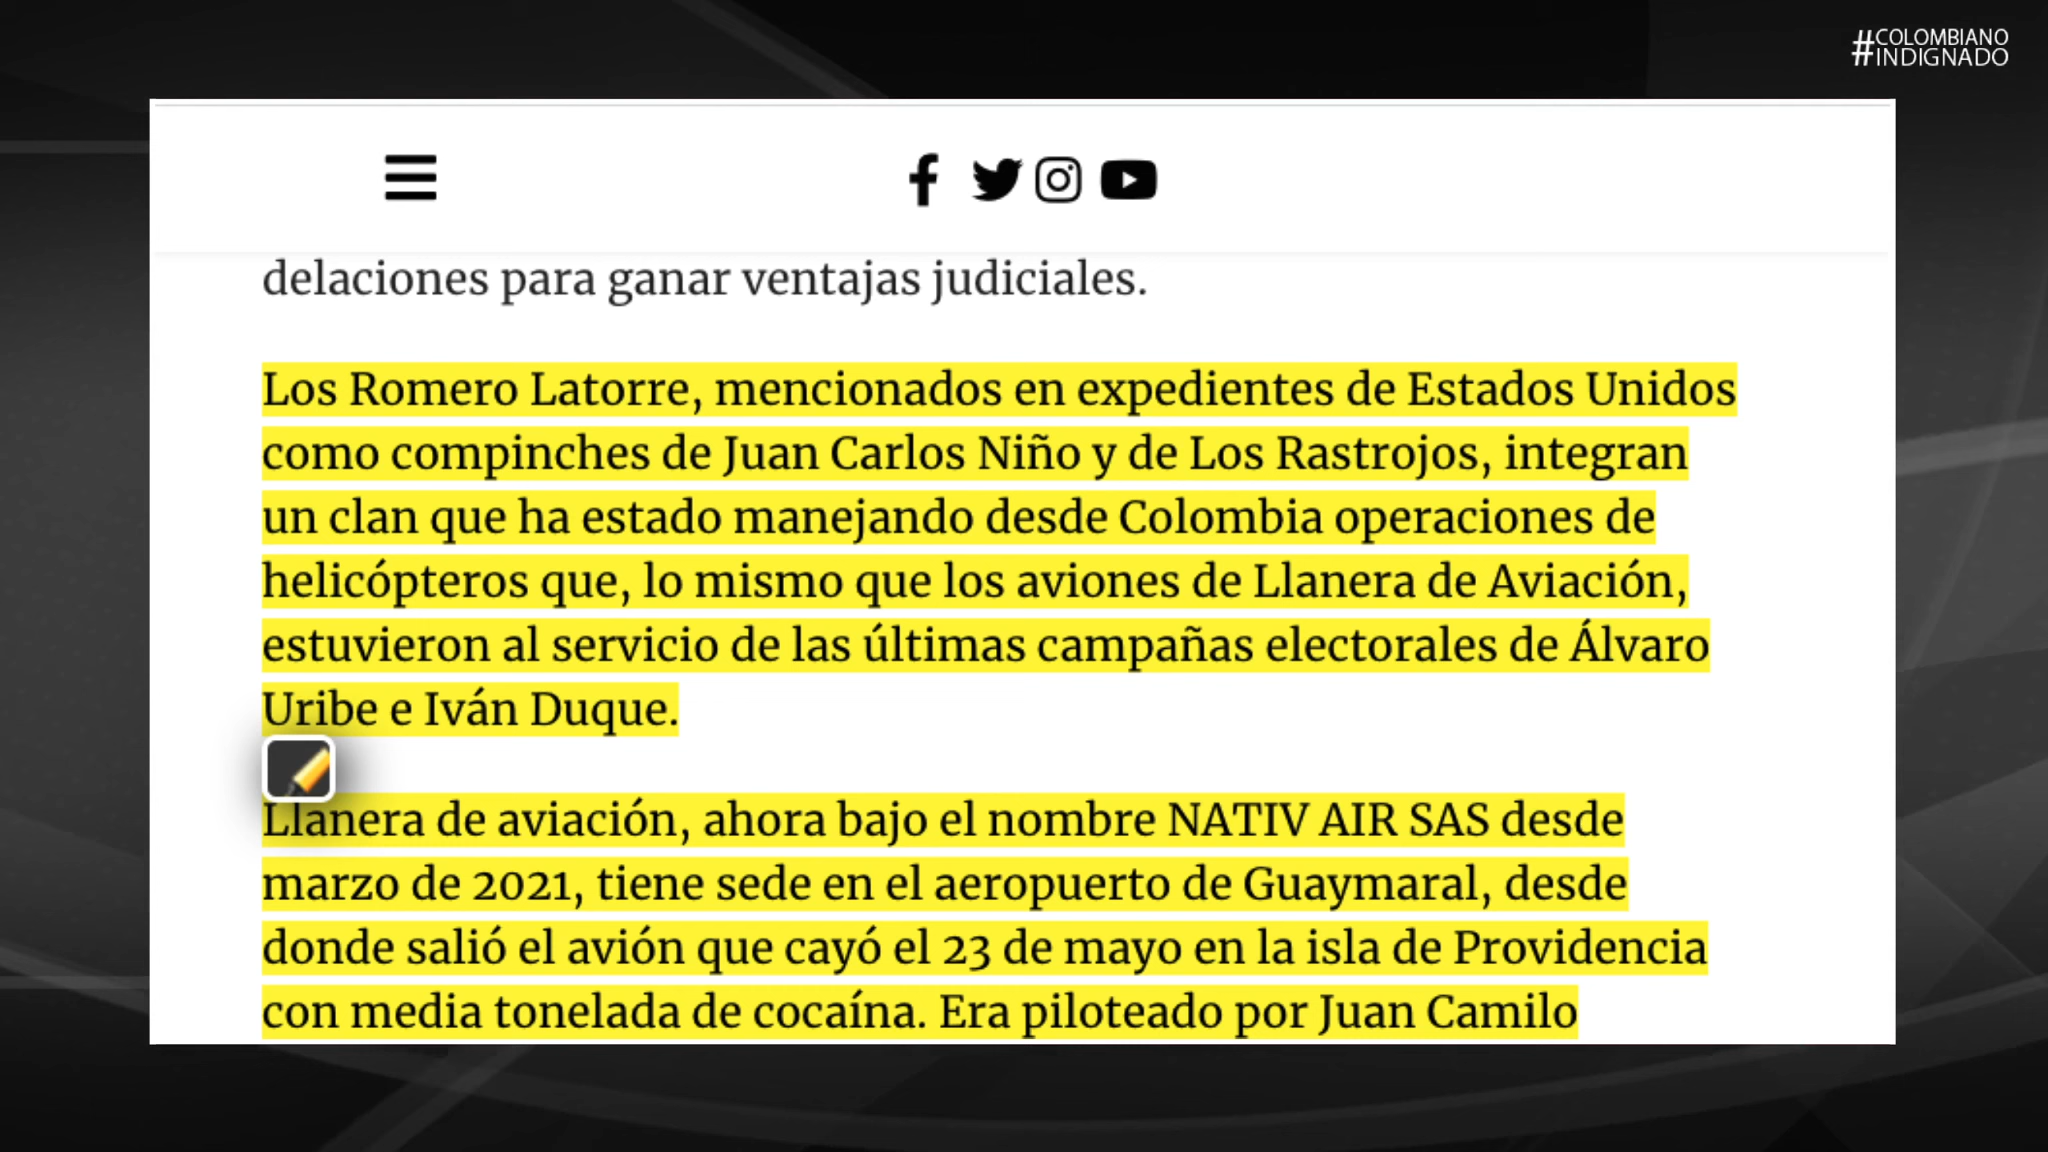 #COLOMBIANO
INDIGNADO
delaciones para ganar ventajas judiciales.
Los Romero Latorre, mencionados en expedientes de Estados Unidos
como compinches de Juan Carlos Niño y de Los Rastrojos, integran
un clan que ha estado manejando desde Colombia operaciones de
helicópteros que, lo mismo que los aviones de Llanera de Aviación,
estuvieron al servicio de las últimas campañas electorales de Álvaro
Uribe e Iván Duque.
Llanera de aviación, ahora bajo el nombre NATIV AIR SAS desde
marzo de 2021, tiene sede en el aeropuerto de Guaymaral, desde
donde salió el avión que cayó el 23 de mayo en la isla de Providencia
con media tonelada de cocaína. Era piloteado por Juan Camilo